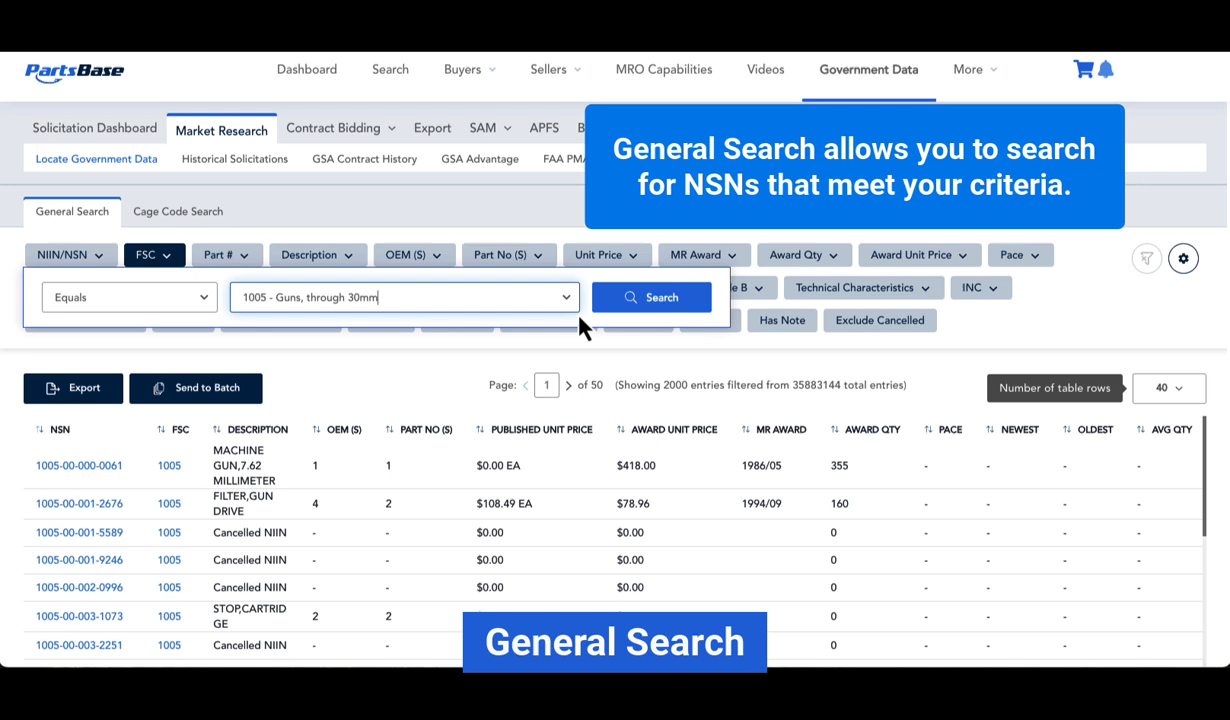 PartsBase
Dashboard Search Buyers Sellers MRO Capabilities Videos Government Data More
Solicitation Dashboard Market Research Contract Bidding Export SAM APFS B
General Search allows you to search
for NSNs that meet your criteria.
Locate Government Data Historical Solicitations GSA Contract History GSA Advantage FAA PMA
General Search Cage Code Search
NIIN/NSN FSC Part # Description OEM (S) Part No (S) Unit Price MR Award Award Qty Award Unit Price Pace
Equals 1005 - Guns, through 30mm Search le B Technical Characteristics INC
Has Note Exclude Cancelled
Export Send to Batch Page: 1 of 50 (Showing 2000 entries filtered from 35883144 total entries) Number of table rows 40
NSN FSC DESCRIPTION OEM (S) PART NO (S) PUBLISHED UNIT PRICE AWARD UNIT PRICE MR AWARD AWARD QTY PACE NEWEST OLDEST AVG QTY
MACHINE
1005-00-000-0061 1005 GUN,7.62 1 1 $0.00 EA $418.00 1986/05 355 - - - -
MILLIMETER
FILTER,GUN
1005-00-001-2676 1005 DRIVE 4 2 $108.49 EA $78.96 1994/09 160 - - - -
1005-00-001-5589 1005 Cancelled NIIN - - $0.00 $0.00 0 - - - -
1005-00-001-9246 1005 Cancelled NIIN - - $0.00 $0.00 0 - - - -
1005-00-002-0996 1005 Cancelled NIIN - - $0.00 $0.00 0 - - - -
STOP,CARTRID
1005-00-003-1073 1005 GE 2 2 0 - - - -
1005-00-003-2251 1005 Cancelled NIIN - - 0 - - - -
General Search